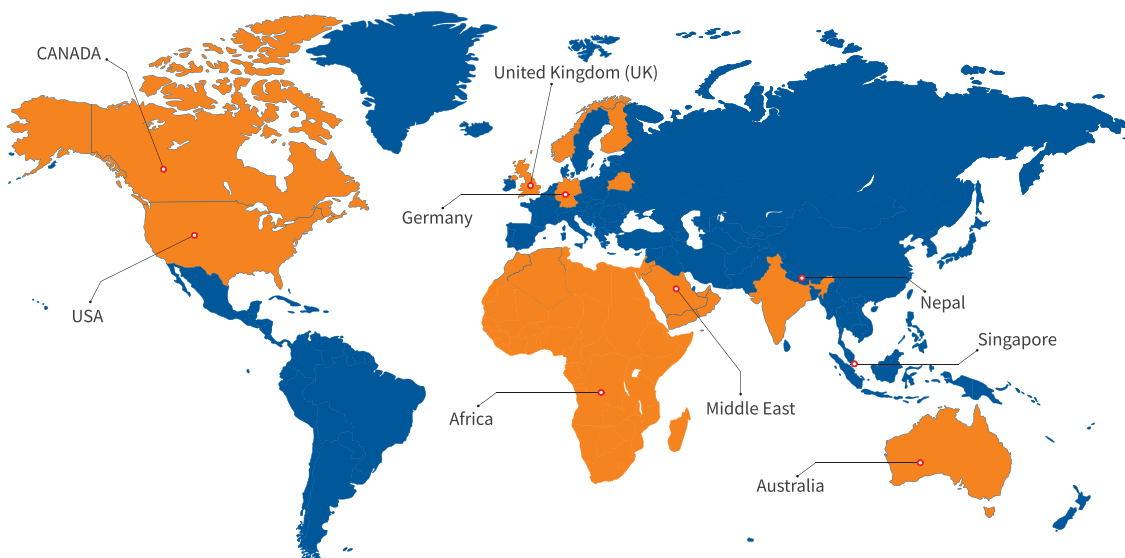 CANADA
United Kingdom (UK)
Germany
USA
Nepal
Singapore
Middle East
Africa
Australia